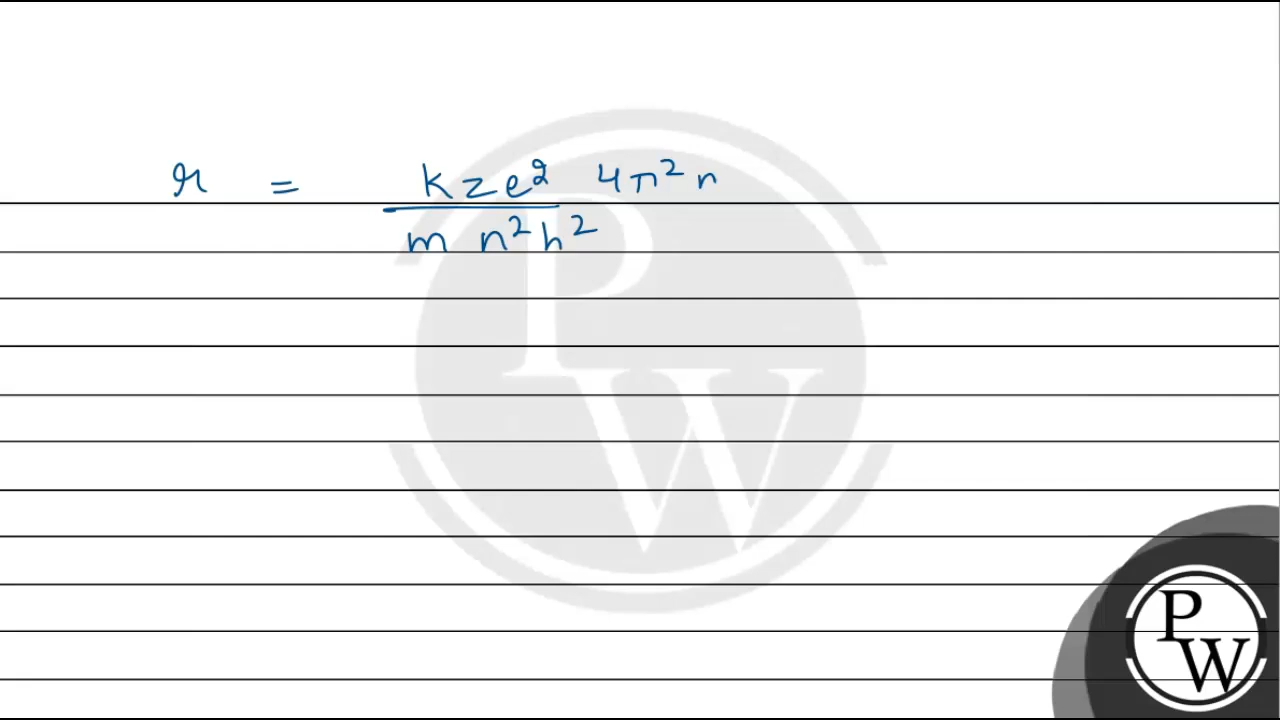 r = kze² 4π² n
m n²h²
P
W
P
W